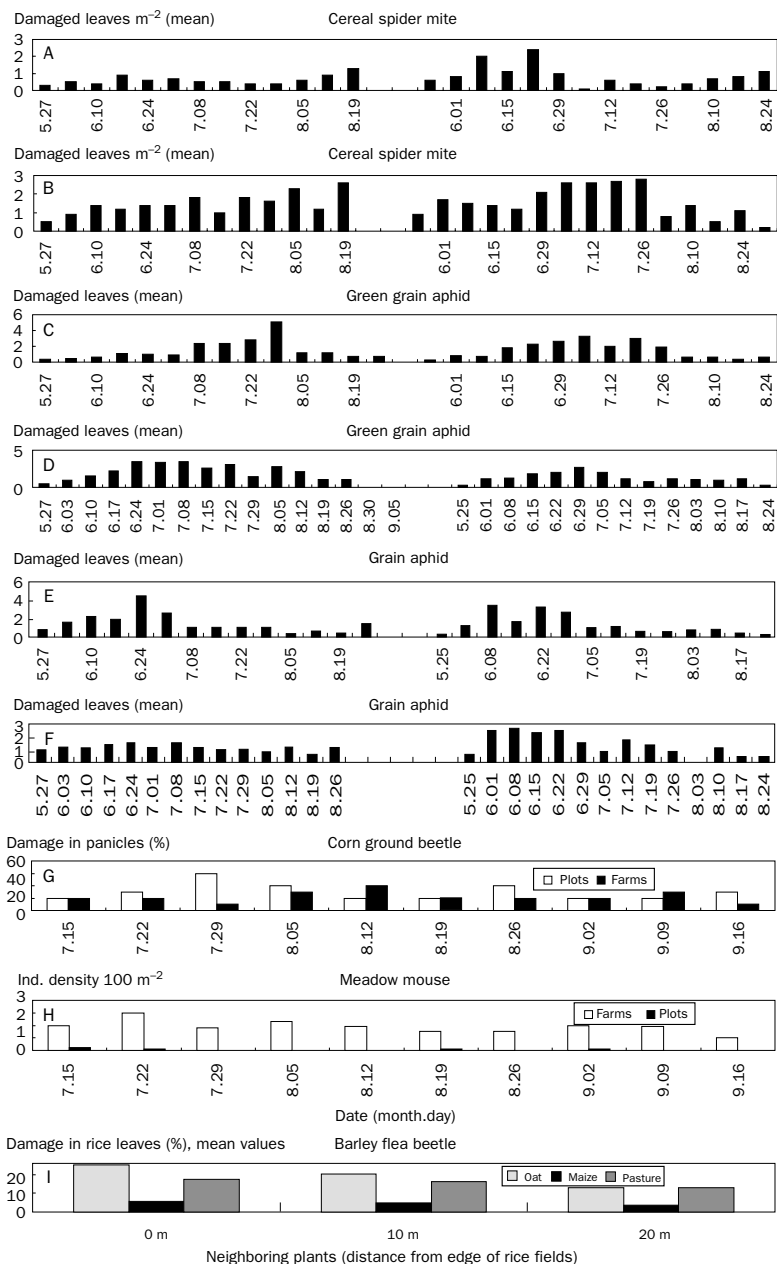 Damaged leaves m⁻² (mean) Cereal spider mite
3
2
1
0
A
5.27 6.10 6.24 7.08 7.22 8.05 8.19 6.01 6.15 6.29 7.12 7.26 8.10 8.24
Damaged leaves m⁻² (mean) Cereal spider mite
3
2
1
0
B
5.27 6.10 6.24 7.08 7.22 8.05 8.19 6.01 6.15 6.29 7.12 7.26 8.10 8.24
Damaged leaves (mean) Green grain aphid
6
4
2
0
C
5.27 6.10 6.24 7.08 7.22 8.05 8.19 6.01 6.15 6.29 7.12 7.26 8.10 8.24
Damaged leaves (mean) Green grain aphid
5
0
D
5.27 6.03 6.10 6.17 6.24 7.01 7.08 7.15 7.22 7.29 8.05 8.12 8.19 8.26 8.30 9.05 5.25 6.01 6.08 6.15 6.22 6.29 7.05 7.12 7.19 7.26 8.03 8.10 8.17 8.24
Damaged leaves (mean) Grain aphid
6
4
2
0
E
5.27 6.10 6.24 7.08 7.22 8.05 8.19 5.25 6.08 6.22 7.05 7.19 8.03 8.17
Damaged leaves (mean) Grain aphid
3
2
1
0
F
5.27 6.03 6.10 6.17 6.24 7.01 7.08 7.15 7.22 7.29 8.05 8.12 8.19 8.26 5.25 6.01 6.08 6.15 6.22 6.29 7.05 7.12 7.19 7.26 8.03 8.10 8.17 8.24
Damage in panicles (%) Corn ground beetle
60
40
20
0
G
Plots Farms
7.15 7.22 7.29 8.05 8.12 8.19 8.26 9.02 9.09 9.16
Ind. density 100 m⁻² Meadow mouse
3
2
1
0
H
Farms Plots
7.15 7.22 7.29 8.05 8.12 8.19 8.26 9.02 9.09 9.16
Date (month.day)
Damage in rice leaves (%), mean values Barley flea beetle
20
10
0
I
Oat Maize Pasture
0 m 10 m 20 m
Neighboring plants (distance from edge of rice fields)